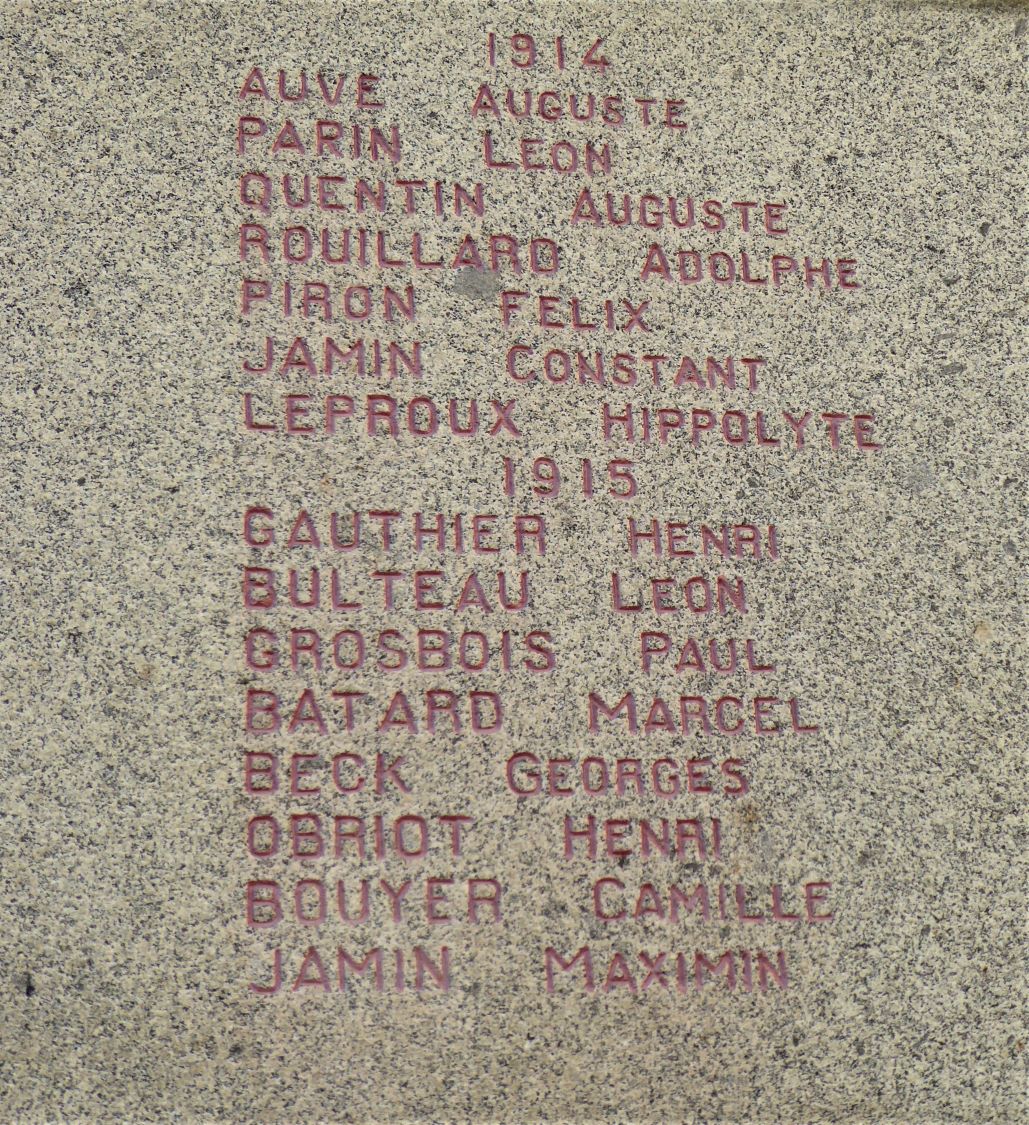 1914
AUVE AUGUSTE
PARIN LEON
QUENTIN AUGUSTE
ROUILLARD ADOLPHE
PIRON FELIX
JAMIN CONSTANT
LEPROUX HIPPOLYTE
1915
GAUTHIER HENRI
BULTEAU LEON
GROSBOIS PAUL
BATARD MARCEL
BECK GEORGES
OBRIOT HENRI
BOUYER CAMILLE
JAMIN MAXIMIN